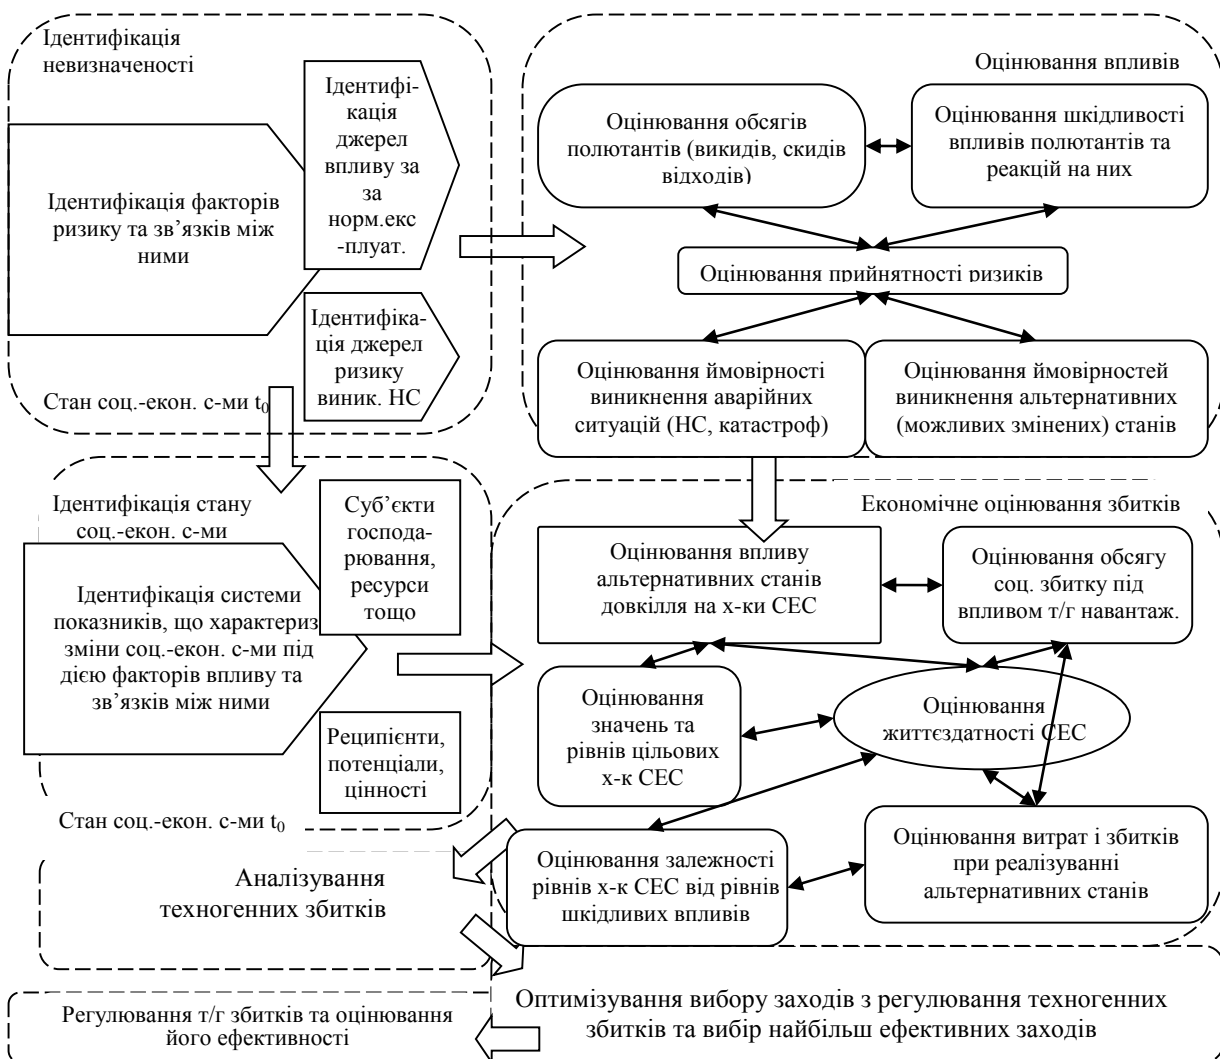 Ідентифікація
невизначеності
Ідентифі-
кація
джерел
впливу за
за
норм.екс
-плуат.
Ідентифікація факторів
ризику та зв’язків між
ними
Ідентифіка-
ція джерел
ризику
виник. НС
Стан соц.-екон. с-ми t₀
Оцінювання впливів
Оцінювання обсягів
полютантів (викидів, скидів
відходів)
Оцінювання шкідливості
впливів полютантів та
реакцій на них
Оцінювання прийнятності ризиків
Оцінювання ймовірності
виникнення аварійних
ситуацій (НС, катастроф)
Оцінювання ймовірностей
виникнення альтернативних
(можливих змінених) станів
Ідентифікація стану
соц.-екон. с-ми
Суб’єкти
господа-
рювання,
ресурси
тощо
Ідентифікація системи
показників, що характериз
зміни соц.-екон. с-ми під
дією факторів впливу та
зв’язків між ними
Реципієнти,
потенціали,
цінності
Стан соц.-екон. с-ми t₀
Економічне оцінювання збитків
Оцінювання впливу
альтернативних станів
довкілля на х-ки СЕС
Оцінювання обсягу
соц. збитку під
впливом т/г навантаж.
Оцінювання
значень та
рівнів цільових
х-к СЕС
Оцінювання
життєздатності СЕС
Оцінювання залежності
рівнів х-к СЕС від рівнів
шкідливих впливів
Оцінювання витрат і збитків
при реалізуванні
альтернативних станів
Аналізування
техногенних збитків
Оптимізування вибору заходів з регулювання техногенних
збитків та вибір найбільш ефективних заходів
Регулювання т/г збитків та оцінювання
його ефективності